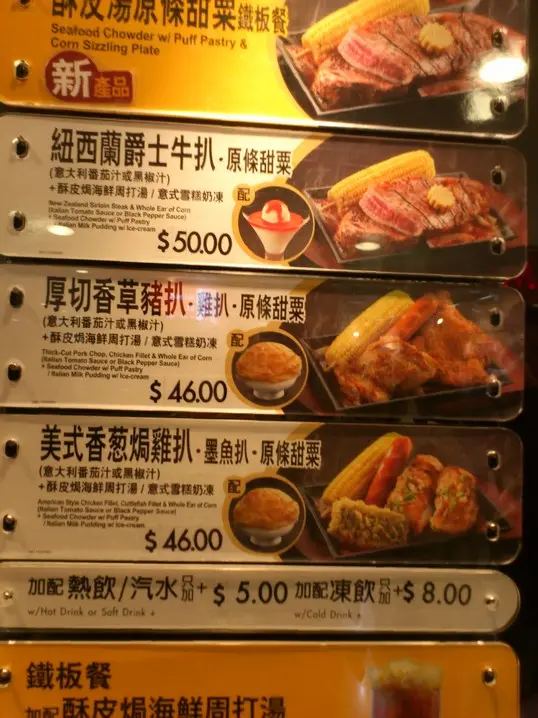 酥皮湯原條甜粟鐵板餐
Seafood Chowder w/ Puff Pastry &
Corn Sizzling Plate
新產品
紐西蘭爵士牛扒·原條甜粟
(意大利番茄汁或黑椒汁)
+酥皮焗海鮮周打湯/意式雪糕奶凍
配
New Zealand Sirloin Steak & Whole Ear of Corn
(Italian Tomato Sauce or Black Pepper Sauce)
+ Seafood Chowder w/ Puff Pastry
/ Italian Milk Pudding w/ Ice-cream
$50.00
厚切香草豬扒·雞扒·原條甜粟
(意大利番茄汁或黑椒汁)
+酥皮焗海鮮周打湯/意式雪糕奶凍
配
Thick-Cut Pork Chop, Chicken Fillet & Whole Ear of Corn
(Italian Tomato Sauce or Black Pepper Sauce)
+ Seafood Chowder w/ Puff Pastry
/ Italian Milk Pudding w/ Ice-cream
$46.00
美式香葱焗雞扒·墨魚扒·原條甜粟
(意大利番茄汁或黑椒汁)
+酥皮焗海鮮周打湯/意式雪糕奶凍
配
American Style Chicken Fillet, Cuttlefish Fillet & Whole Ear of Corn
(Italian Tomato Sauce or Black Pepper Sauce)
+ Seafood Chowder w/ Puff Pastry
/ Italian Milk Pudding w/ Ice-cream
$46.00
加配熱飲/汽水只加+$5.00 加配凍飲只加+$8.00
w/Hot Drink or Soft Drink + w/Cold Drink +
鐵板餐
加配酥皮焗海鮮周打湯